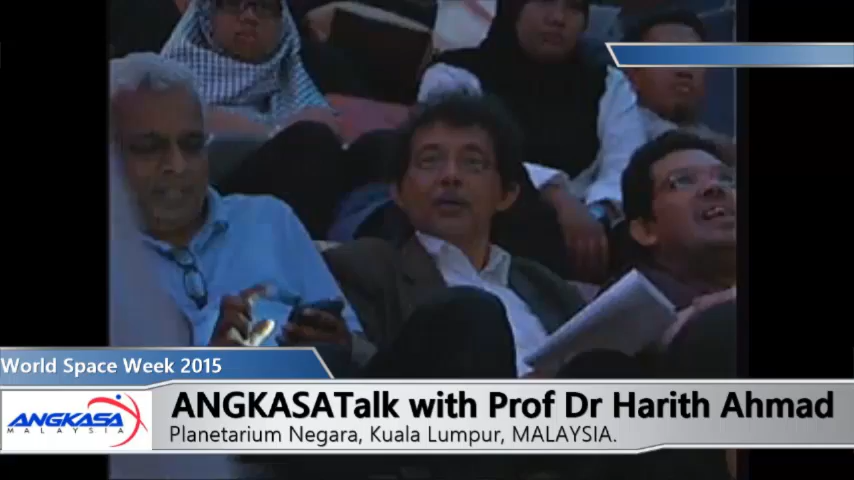 World Space Week 2015
ANGKASATalk with Prof Dr Harith Ahmad
ANGKASA
MALAYSIA
Planetarium Negara, Kuala Lumpur, MALAYSIA.